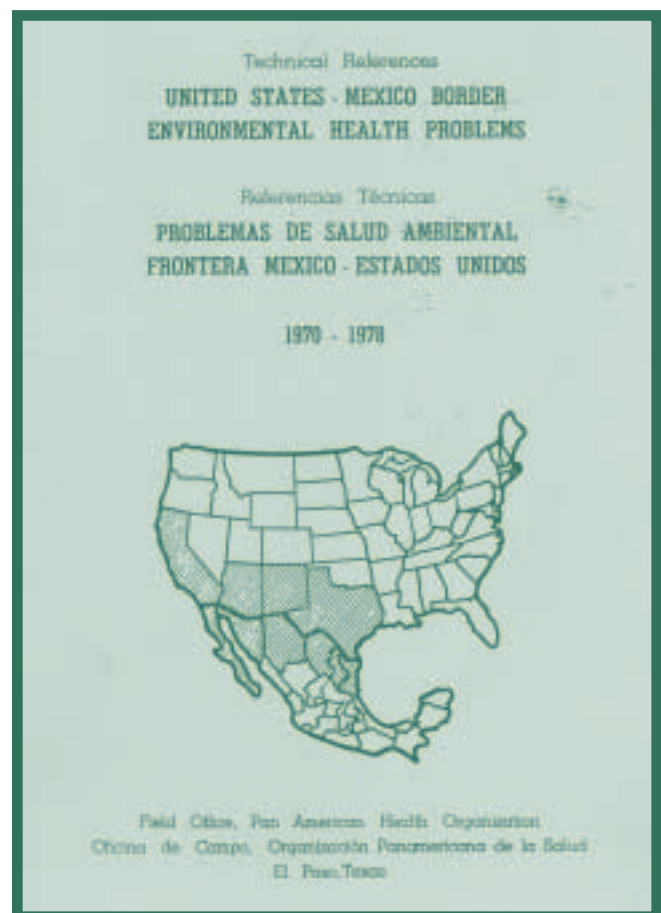 Technical References
UNITED STATES - MEXICO BORDER
ENVIRONMENTAL HEALTH PROBLEMS
Referencias Técnicas
PROBLEMAS DE SALUD AMBIENTAL
FRONTERA MEXICO - ESTADOS UNIDOS
1970 - 1978
Field Office, Pan American Health Organization
Oficina de Campo, Organización Panamericana de la Salud
El Paso, Texas